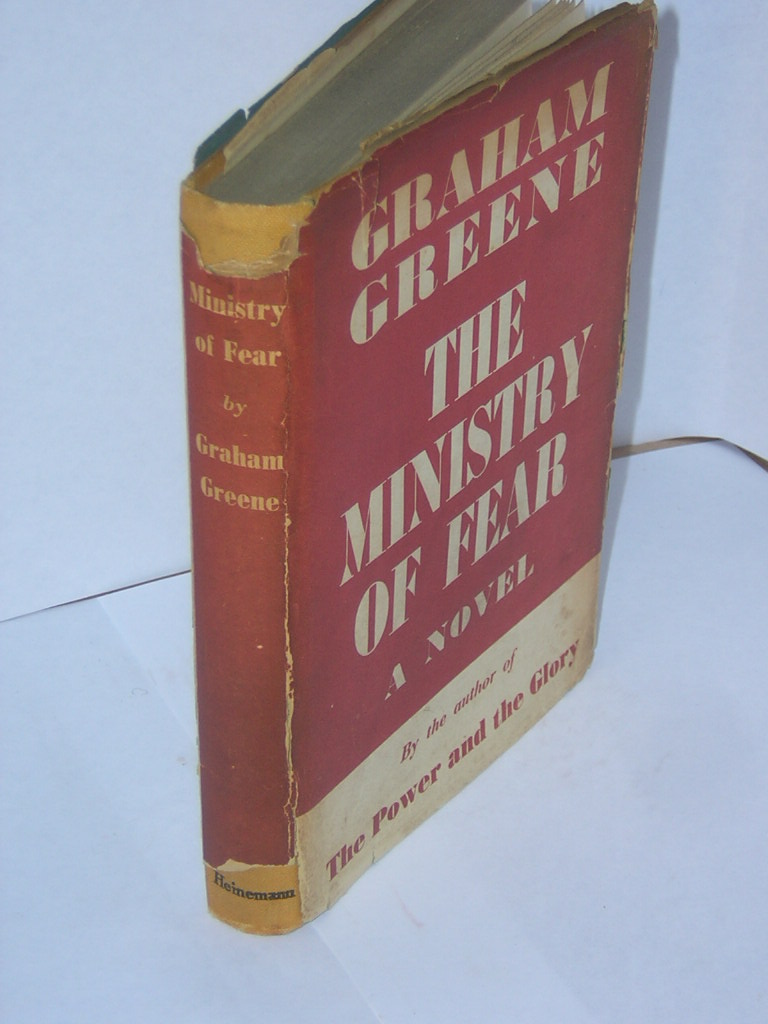 Ministry
of Fear
by
Graham
Greene
Heinemann
GRAHAM
GREENE
THE
MINISTRY
OF FEAR
A NOVEL
By the author of
The Power and the Glory